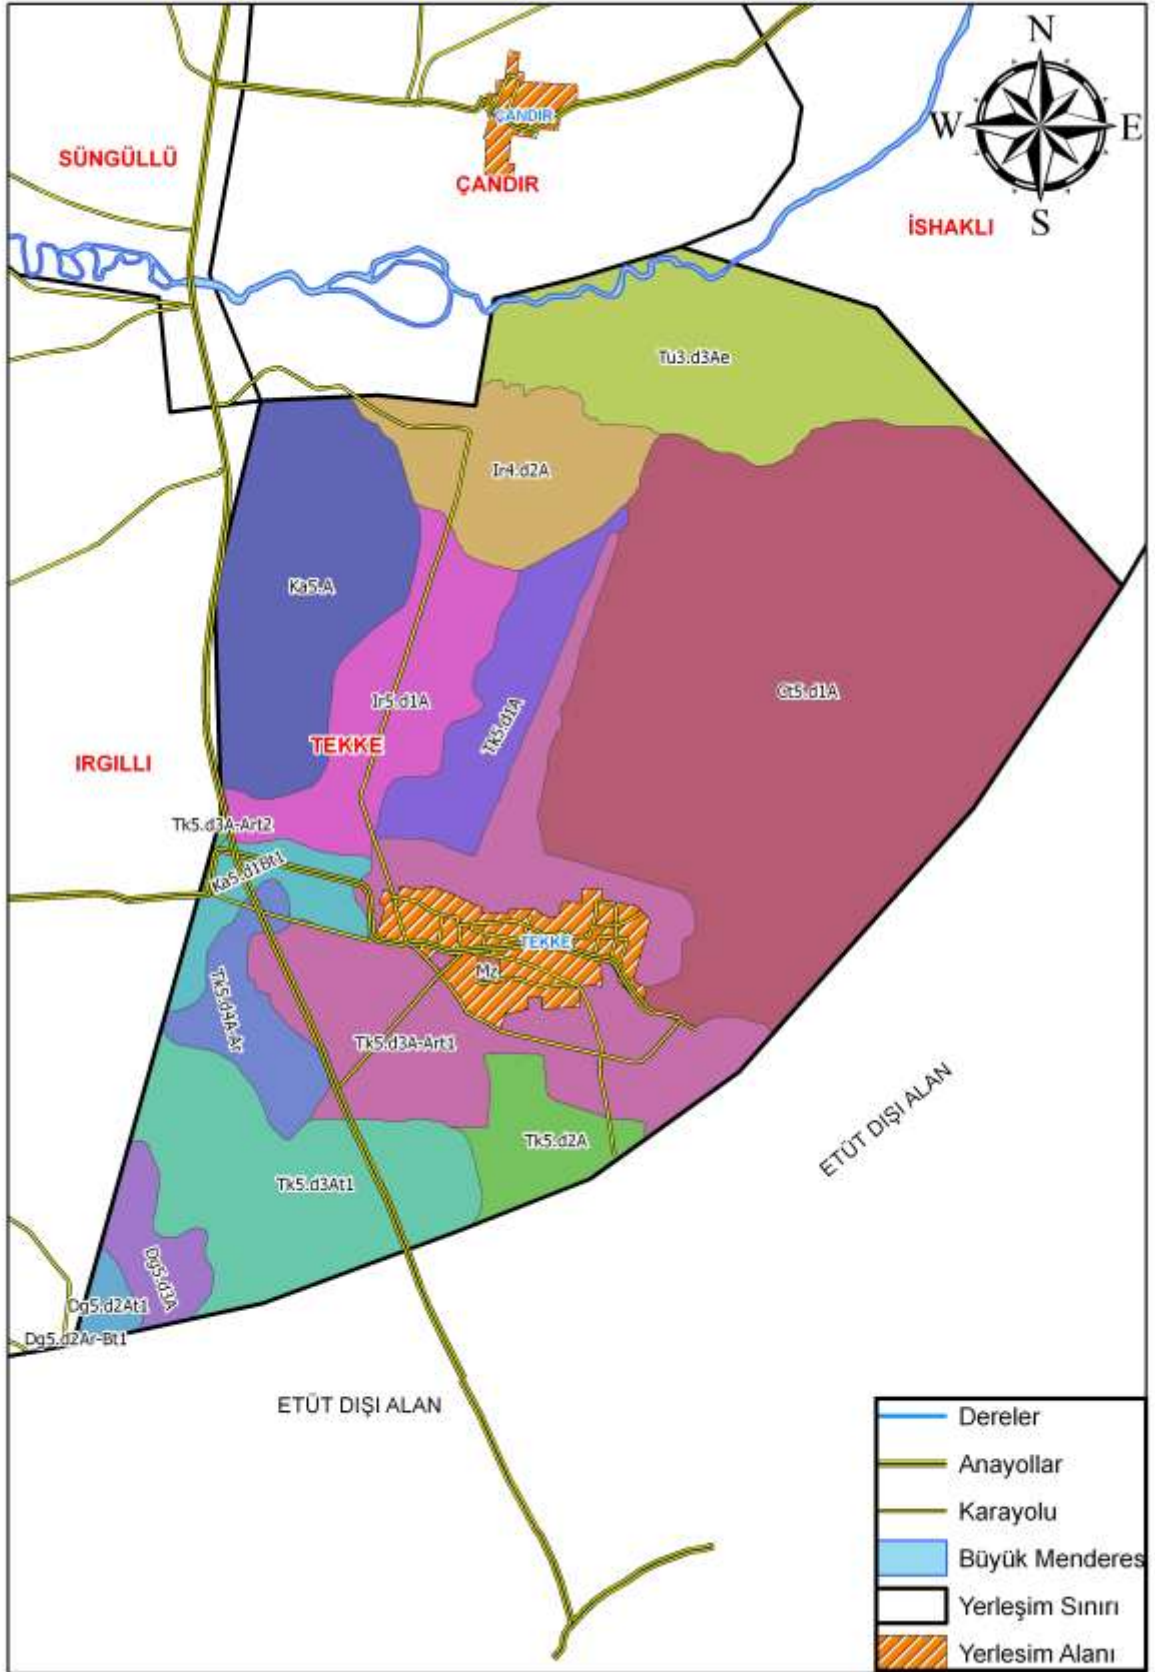 N
ÇANDIR
W
E
SÜNGÜLLÜ
ÇANDIR
S
İSHAKLI
Tu3.d3Ae
Ir4.d2A
Ka5.A
Çt5.d1A
Ir5.d1A
Tk5.d1A
TEKKE
IRGILLI
Tk5.d3A-Art2
Ka5.d1Bt1
TEKKE
Mz
Tk5.d4A-Ar
Tk5.d3A-Art1
ETÜT DIŞI ALAN
Tk5.d2A
Tk5.d3At1
Dg5.d3A
Dg5.d2At1
Dg5.d2Ar-Bt1
ETÜT DIŞI ALAN
Dereler
Anayollar
Karayolu
Büyük Menderes
Yerleşim Sınırı
Yerlesim Alanı